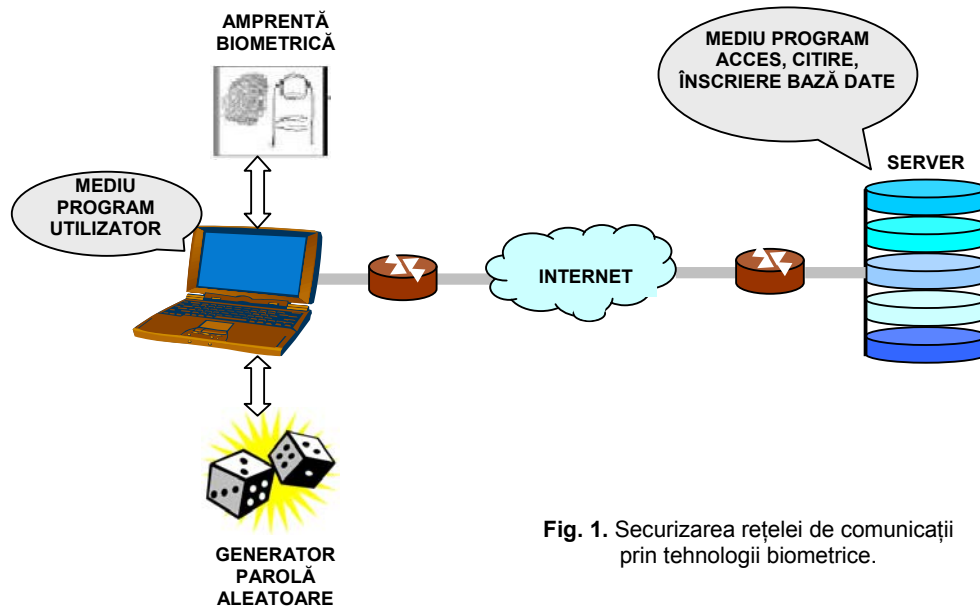 AMPRENTĂ
BIOMETRICĂ
MEDIU PROGRAM
ACCES, CITIRE,
ÎNSCRIERE BAZĂ DATE
SERVER
MEDIU
PROGRAM
UTILIZATOR
INTERNET
GENERATOR
PAROLĂ
ALEATOARE
Fig. 1. Securizarea rețelei de comunicații
prin tehnologii biometrice.